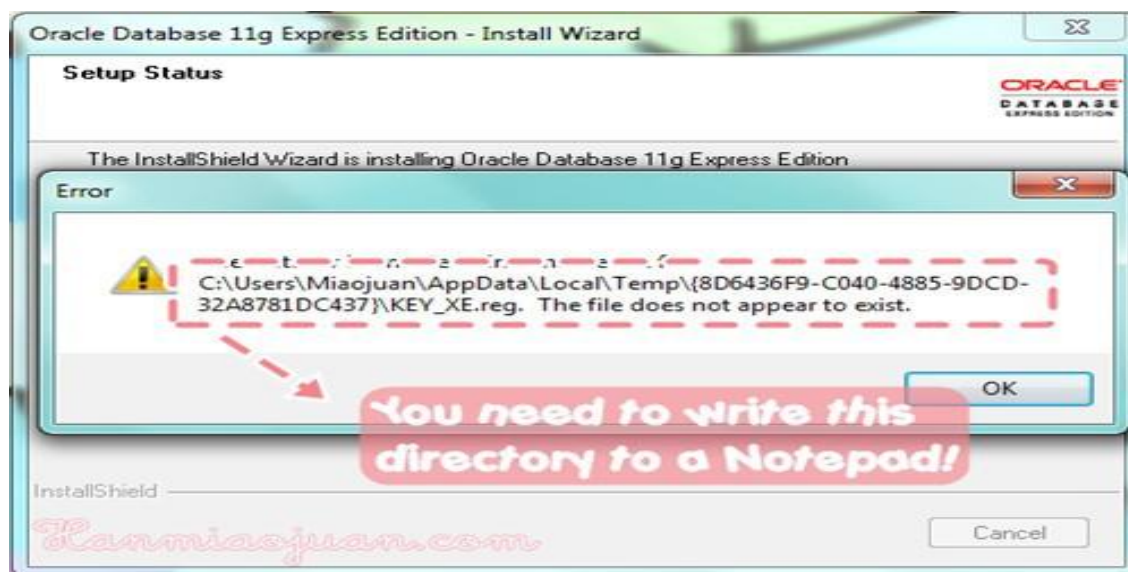 Oracle Database 11g Express Edition - Install Wizard
Setup Status
ORACLE
DATABASE
EXPRESS EDITION
The InstallShield Wizard is installing Oracle Database 11g Express Edition
Error
C:\Users\Miaojuan\AppData\Local\Temp\{8D6436F9-C040-4885-9DCD-
32A8781DC437}\KEY_XE.reg. The file does not appear to exist.
OK
You need to write this
directory to a Notepad!
InstallShield
Hanmiaojuan.com
Cancel